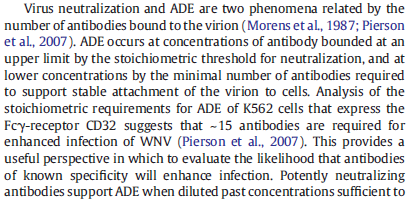 Virus neutralization and ADE are two phenomena related by the
number of antibodies bound to the virion (Morens et al., 1987; Pierson
et al., 2007). ADE occurs at concentrations of antibody bounded at an
upper limit by the stoichiometric threshold for neutralization, and at
lower concentrations by the minimal number of antibodies required
to support stable attachment of the virion to cells. Analysis of the
stoichiometric requirements for ADE of K562 cells that express the
Fc-γ-receptor CD32 suggests that ~15 antibodies are required for
enhanced infection of WNV (Pierson et al., 2007). This provides a
useful perspective in which to evaluate the likelihood that antibodies
of known specificity will enhance infection. Potently neutralizing
antibodies support ADE when diluted past concentrations sufficient to